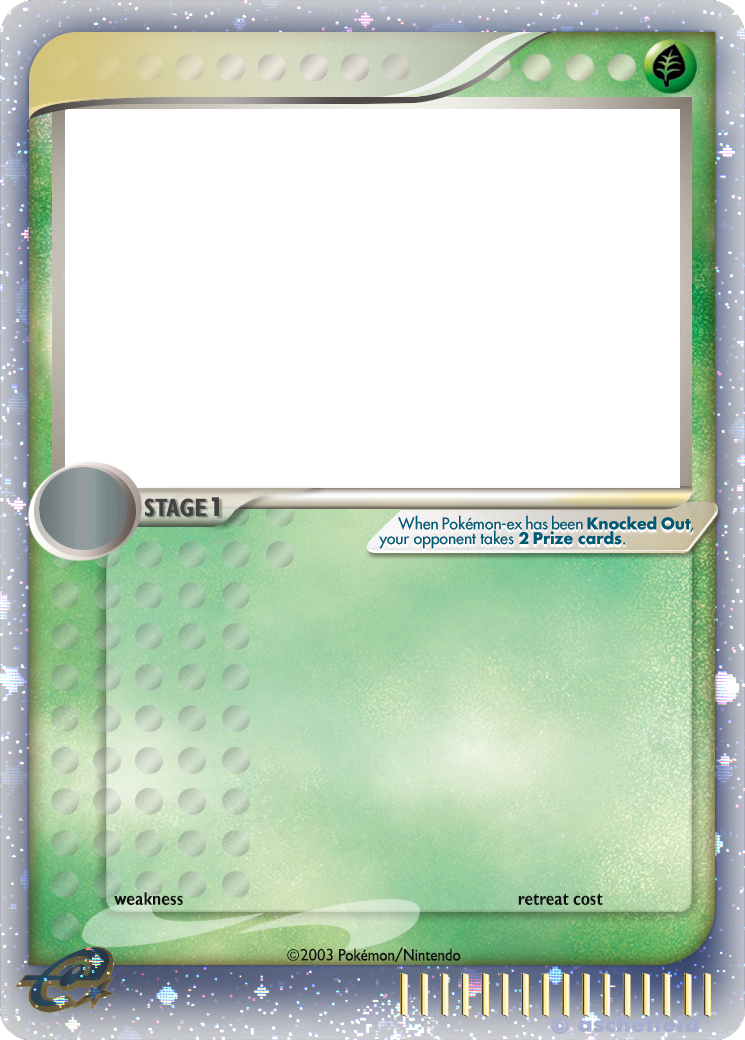 STAGE 1
When Pokémon-ex has been Knocked Out,
your opponent takes 2 Prize cards.
weakness retreat cost
©2003 Pokémon/Nintendo
© aschefield